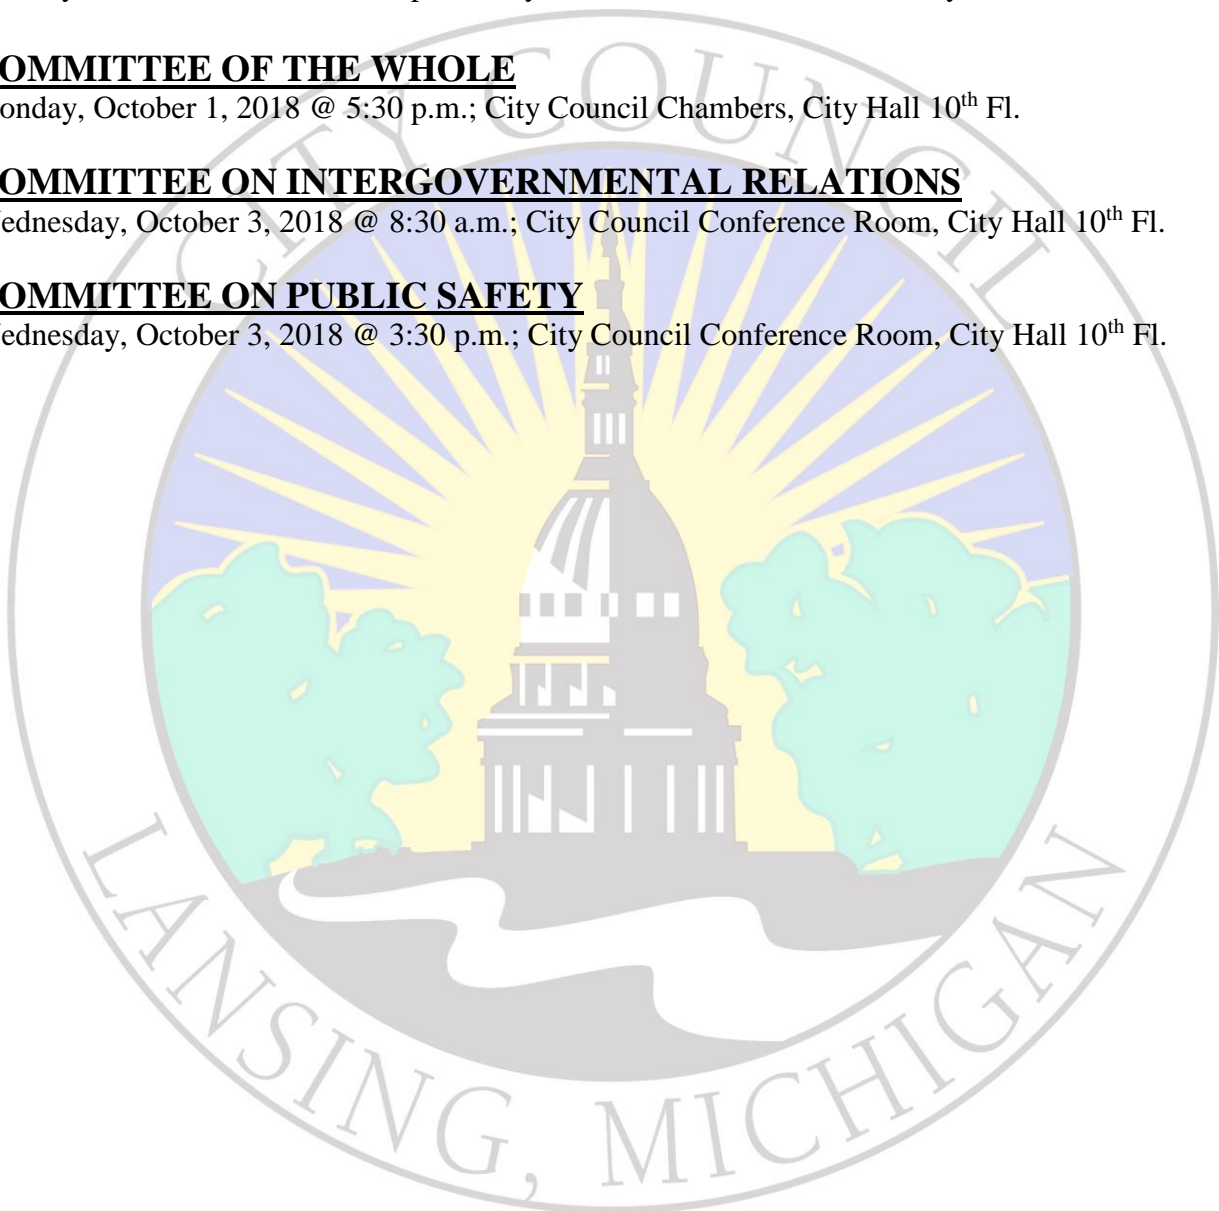 OMMITTEE OF THE WHOLE
onday, October 1, 2018 @ 5:30 p.m.; City Council Chambers, City Hall 10th Fl.
OMMITTEE ON INTERGOVERNMENTAL RELATIONS
ednesday, October 3, 2018 @ 8:30 a.m.; City Council Conference Room, City Hall 10th Fl.
OMMITTEE ON PUBLIC SAFETY
ednesday, October 3, 2018 @ 3:30 p.m.; City Council Conference Room, City Hall 10th Fl.
CITY COUNCIL
LANSING, MICHIGAN